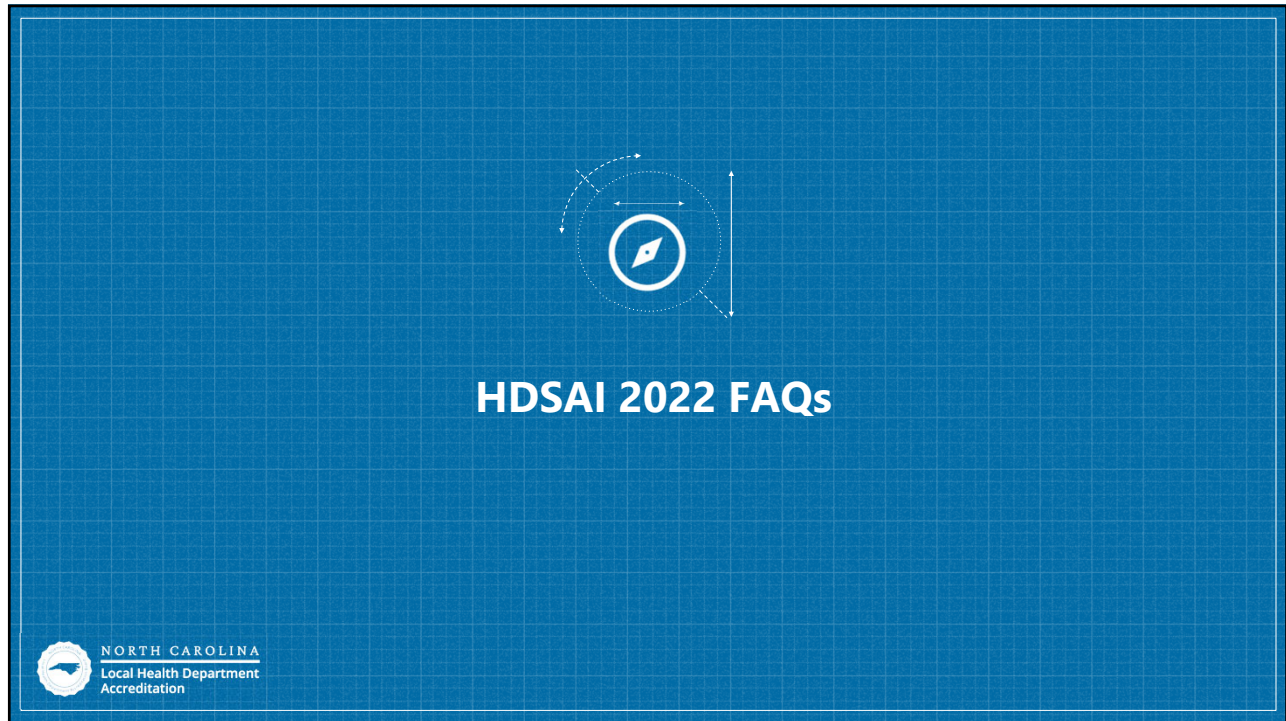 HDSAI 2022 FAQs
NORTH CAROLINA
Local Health Department
Accreditation